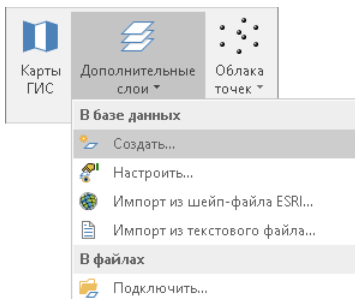 Карты
ГИС
Дополнительные
слои
Облака
точек
В базе данных
Создать...
Настроить...
Импорт из шейп-файла ESRI...
Импорт из текстового файла...
В файлах
Подключить...